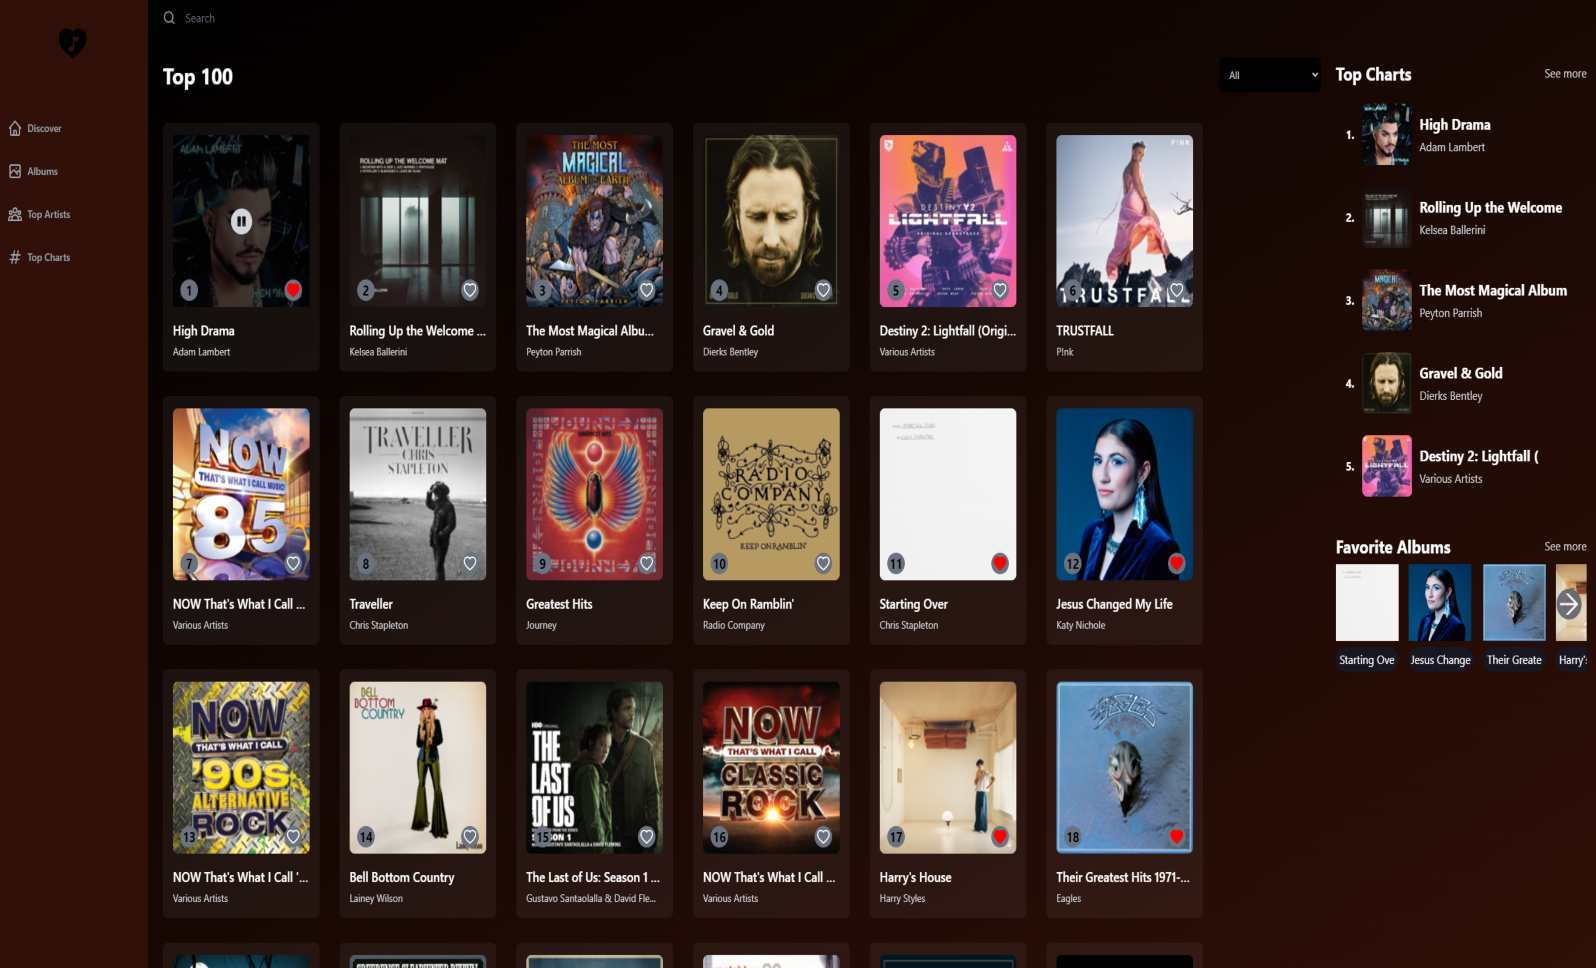 Search
Discover
Albums
Top Artists
Top Charts
Top 100
All
ADAM LAMBERT
HIGH DRAMA
1
High Drama
Adam Lambert
ROLLING UP THE WELCOME MAT
2
Rolling Up the Welcome ...
Kelsea Ballerini
THE MOST
MAGICAL
ALBUM ON EARTH
PEYTON PARRISH
3
The Most Magical Albu...
Peyton Parrish
4
Gravel & Gold
Dierks Bentley
DESTINY 2
LIGHTFALL
ORIGINAL SOUNDTRACK
5
Destiny 2: Lightfall (Origi...
Various Artists
P!NK
TRUSTFALL
6
TRUSTFALL
P!nk
NOW
THAT'S WHAT I CALL MUSIC!
85
7
NOW That's What I Call ...
Various Artists
TRAVELLER
CHRIS
STAPLETON
8
Traveller
Chris Stapleton
JOURNEY
GREATEST HITS
9
Greatest Hits
Journey
RADIO
COMPANY
KEEP ON RAMBLIN'
10
Keep On Ramblin'
Radio Company
11
Starting Over
Chris Stapleton
12
Jesus Changed My Life
Katy Nichole
NOW
THAT'S WHAT I CALL
'90s
ALTERNATIVE
ROCK
13
NOW That's What I Call '...
Various Artists
BELL
BOTTOM
COUNTRY
14
Bell Bottom Country
Lainey Wilson
HBO ORIGINAL
THE
LAST
OF US
SEASON 1
15
The Last of Us: Season 1 ...
Gustavo Santaolalla & David Fle...
NOW
THAT'S WHAT I CALL
CLASSIC
ROCK
16
NOW That's What I Call ...
Various Artists
17
Harry's House
Harry Styles
EAGLES
18
Their Greatest Hits 1971-...
Eagles
Top Charts
See more
1.
High Drama
Adam Lambert
2.
Rolling Up the Welcome
Kelsea Ballerini
3.
The Most Magical Album
Peyton Parrish
4.
Gravel & Gold
Dierks Bentley
5.
LIGHTFALL
Destiny 2: Lightfall (
Various Artists
Favorite Albums
See more
Starting Ove
Jesus Change
Their Greate
Harry's